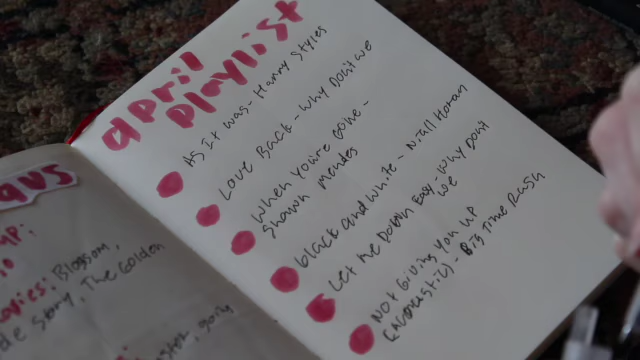 april
playlist
As It was - Harry Styles
Love Back - Why Don't we
When You're Gone -
Shawn mendes
black and white - Niall Horan
Let me Down Easy - Why Don't
we
Not Giving You UP
- Big Time Rush
FAVS
Blossom,
Story, The Golden